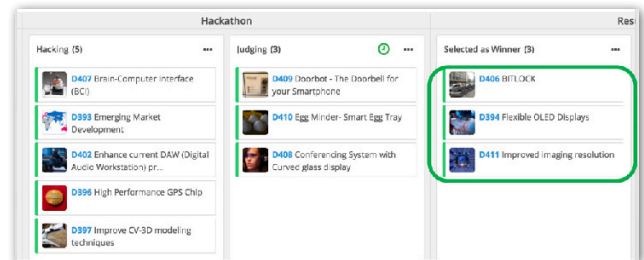 Hackathon
Resi
Hacking (5)
D407 Brain-Computer Interface
(BCI)
D393 Emerging Market
Development
D402 Enhance current DAW (Digital
Audio Workstation) pr...
D396 High Performance GPS Chip
D397 Improve CV-3D modeling
techniques
Judging (3)
D409 Doorbot - The Doorbell for
your Smartphone
D410 Egg Minder- Smart Egg Tray
D408 Conferencing System with
Curved glass display
Selected as Winner (3)
D406 BITLOCK
D394 Flexible OLED Displays
D411 Improved imaging resolution